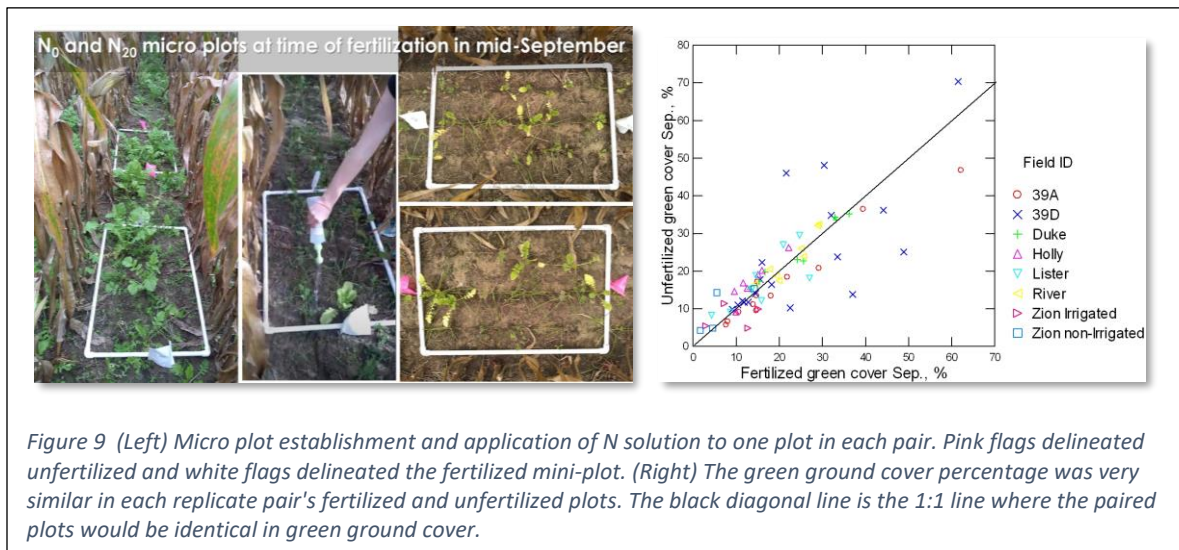 N0 and N20 micro plots at time of fertilization in mid-September
80
70
60
50
40
30
20
10
0
Unfertilized green cover Sep., %
0 10 20 30 40 50 60 70
Fertilized green cover Sep., %
Field ID
39A
39D
Duke
Holly
Lister
River
Zion Irrigated
Zion non-Irrigated
Figure 9 (Left) Micro plot establishment and application of N solution to one plot in each pair. Pink flags delineated
unfertilized and white flags delineated the fertilized mini-plot. (Right) The green ground cover percentage was very
similar in each replicate pair's fertilized and unfertilized plots. The black diagonal line is the 1:1 line where the paired
plots would be identical in green ground cover.